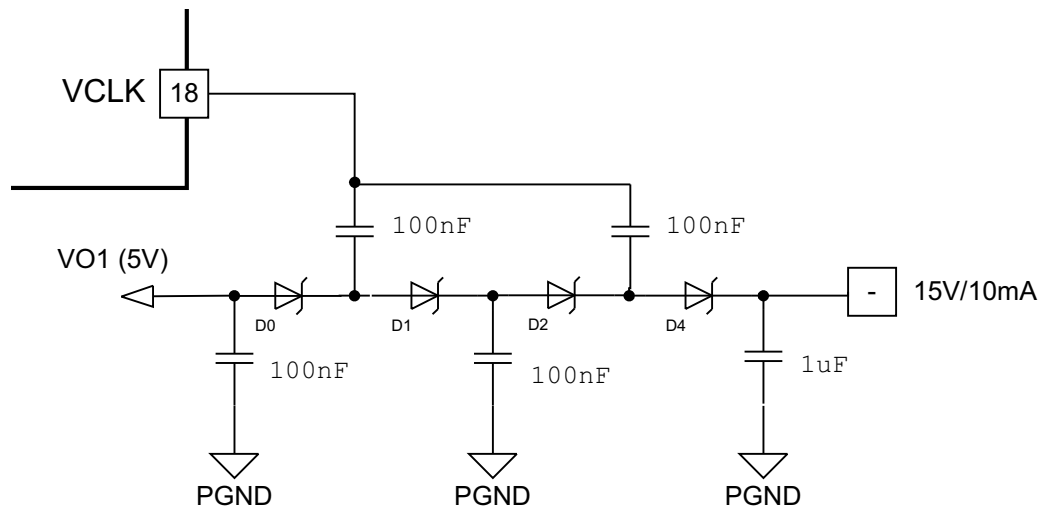 VCLK
18
100nF
100nF
VO1 (5V)
-
15V/10mA
D0
D1
D2
D4
100nF
100nF
1uF
PGND
PGND
PGND